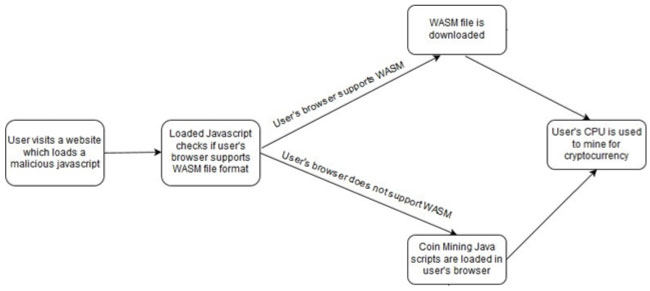 User visits a website
which loads a
malicious javascript
Loaded Javascript
checks if user's
browser supports
WASM file format
User's browser supports WASM
WASM file is
downloaded
User's browser does not support WASM
Coin Mining Java
scripts are loaded in
user's browser
User's CPU is used
to mine for
cryptocurrency